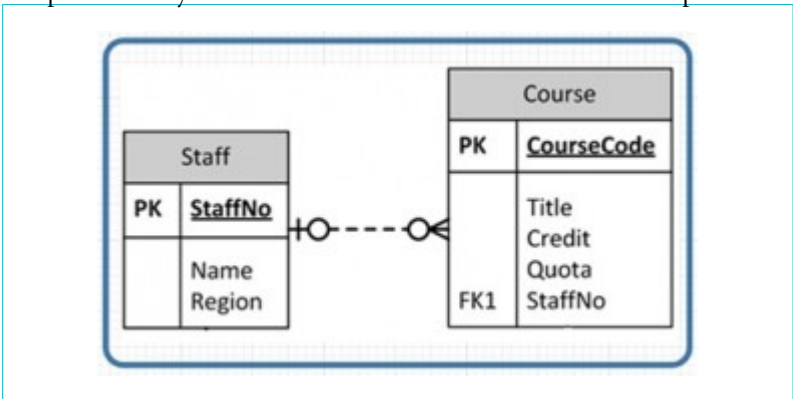 Staff
PK StaffNo
Name
Region
Course
PK CourseCode
Title
Credit
Quota
FK1 StaffNo